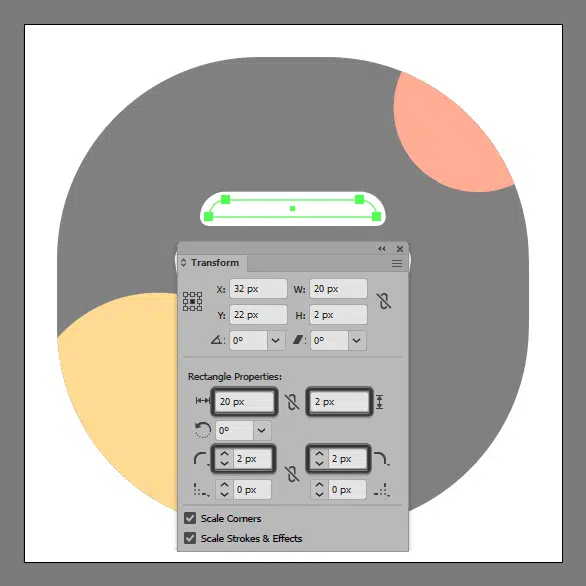 Transform
X: 32 px W: 20 px
Y: 22 px H: 2 px
0° 0°
Rectangle Properties:
20 px 2 px
0°
2 px 2 px
0 px 0 px
Scale Corners
Scale Strokes & Effects